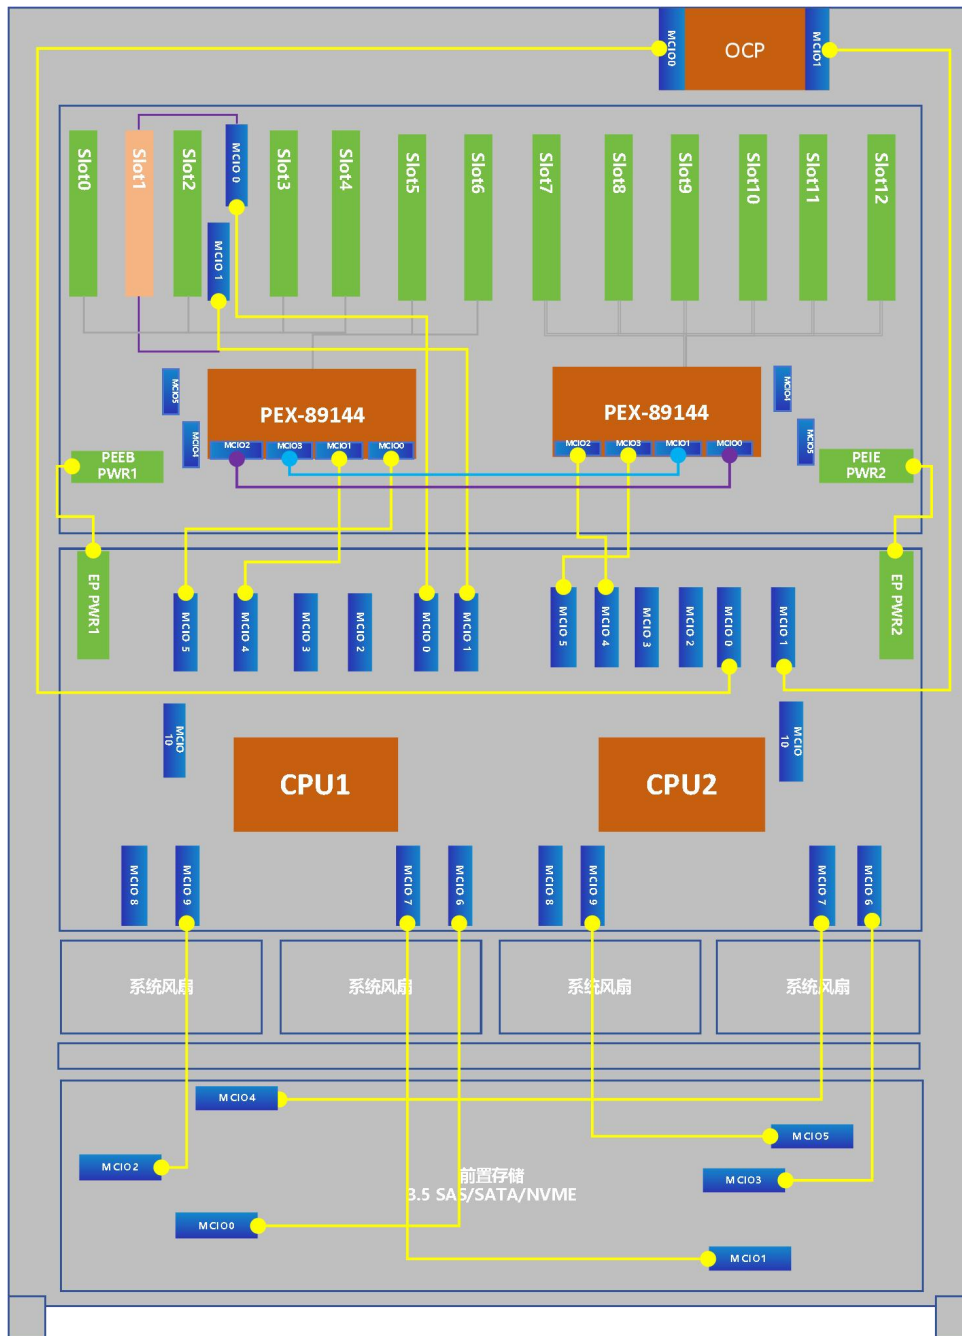 MCIO0
OCP
MCIO1
Slot0
Slot1
Slot2
MCIO 0
MCIO 1
Slot3
Slot4
Slot5
Slot6
Slot7
Slot8
Slot9
Slot10
Slot11
Slot12
MCIO5
MCIO4
PEX-89144
MCIO2
MCIO3
MCIO1
MCIO0
PEX-89144
MCIO2
MCIO3
MCIO1
MCIO0
MCIO4
MCIO5
PEEB
PWR1
PEIE
PWR2
EP PWR1
MCIO 5
MCIO 4
MCIO 3
MCIO 2
MCIO 0
MCIO 1
MCIO 5
MCIO 4
MCIO 3
MCIO 2
MCIO 0
MCIO 1
EP PWR2
MCIO
10
CPU1
CPU2
MCIO
10
MCIO 8
MCIO 9
MCIO 7
MCIO 6
MCIO 8
MCIO 9
MCIO 7
MCIO 6
系统风扇
系统风扇
系统风扇
系统风扇
MCIO4
MCIO5
MCIO2
前置存储
3.5 SAS/SATA/NVME
MCIO3
MCIO0
MCIO1